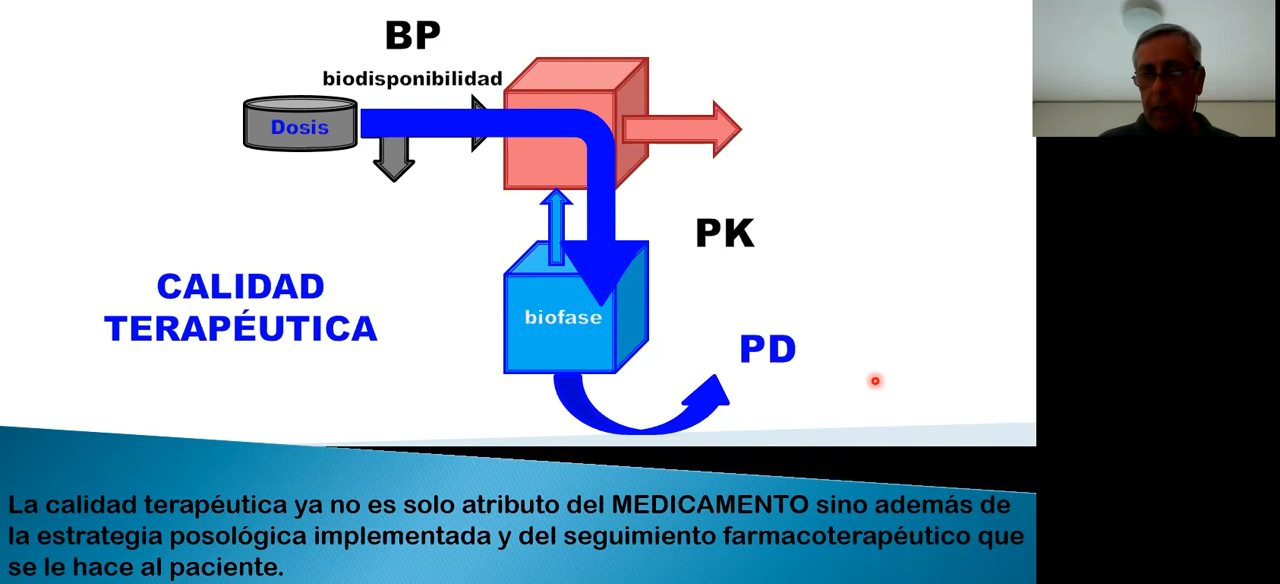 BP
biodisponibilidad
Dosis
PK
CALIDAD
TERAPÉUTICA
biofase
PD
La calidad terapéutica ya no es solo atributo del MEDICAMENTO sino además de
la estrategia posológica implementada y del seguimiento farmacoterapéutico que
se le hace al paciente.